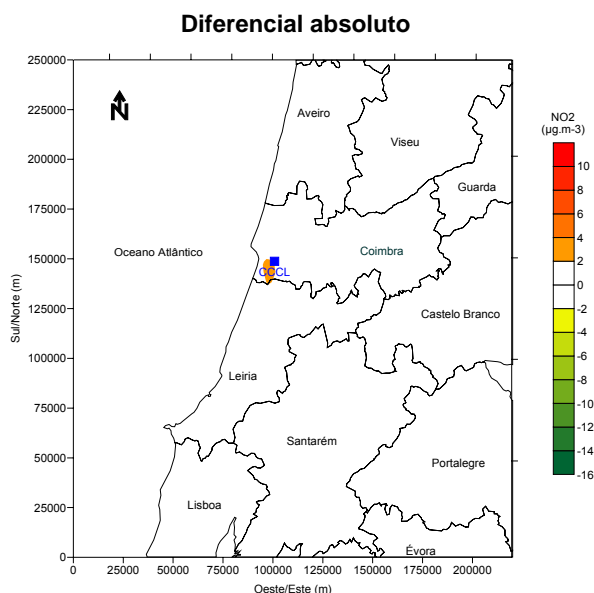 Diferencial absoluto
250000
225000
200000
175000
150000
125000
100000
75000
50000
25000
0
Sul/Norte (m)
0
25000
50000
75000
100000
125000
150000
175000
200000
Oeste/Este (m)
N
Aveiro
Viseu
Guarda
Oceano Atlântico
Coimbra
CCCL
Castelo Branco
Leiria
Santarém
Portalegre
Lisboa
Évora
NO2
(µg.m-3)
10
8
6
4
2
0
-2
-4
-6
-8
-10
-12
-14
-16